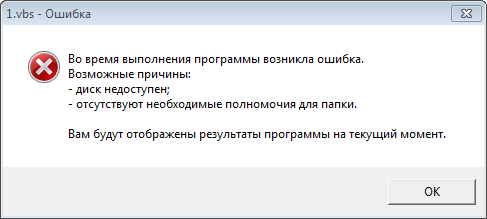 1.vbs - Ошибка
Во время выполнения программы возникла ошибка.
Возможные причины:
- диск недоступен;
- отсутствуют необходимые полномочия для папки.
Вам будут отображены результаты программы на текущий момент.
OK